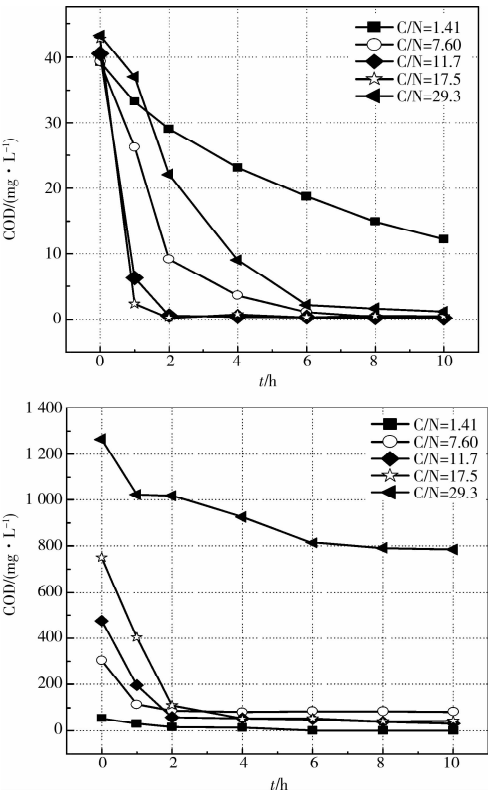 C/N=1.41
C/N=7.60
C/N=11.7
C/N=17.5
C/N=29.3
40
30
20
10
0
COD/(mg·L⁻¹)
0 2 4 6 8 10
t/h
1 400
1 200
1 000
800
600
400
200
0
COD/(mg·L⁻¹)
C/N=1.41
C/N=7.60
C/N=11.7
C/N=17.5
C/N=29.3
0 2 4 6 8 10
t/h